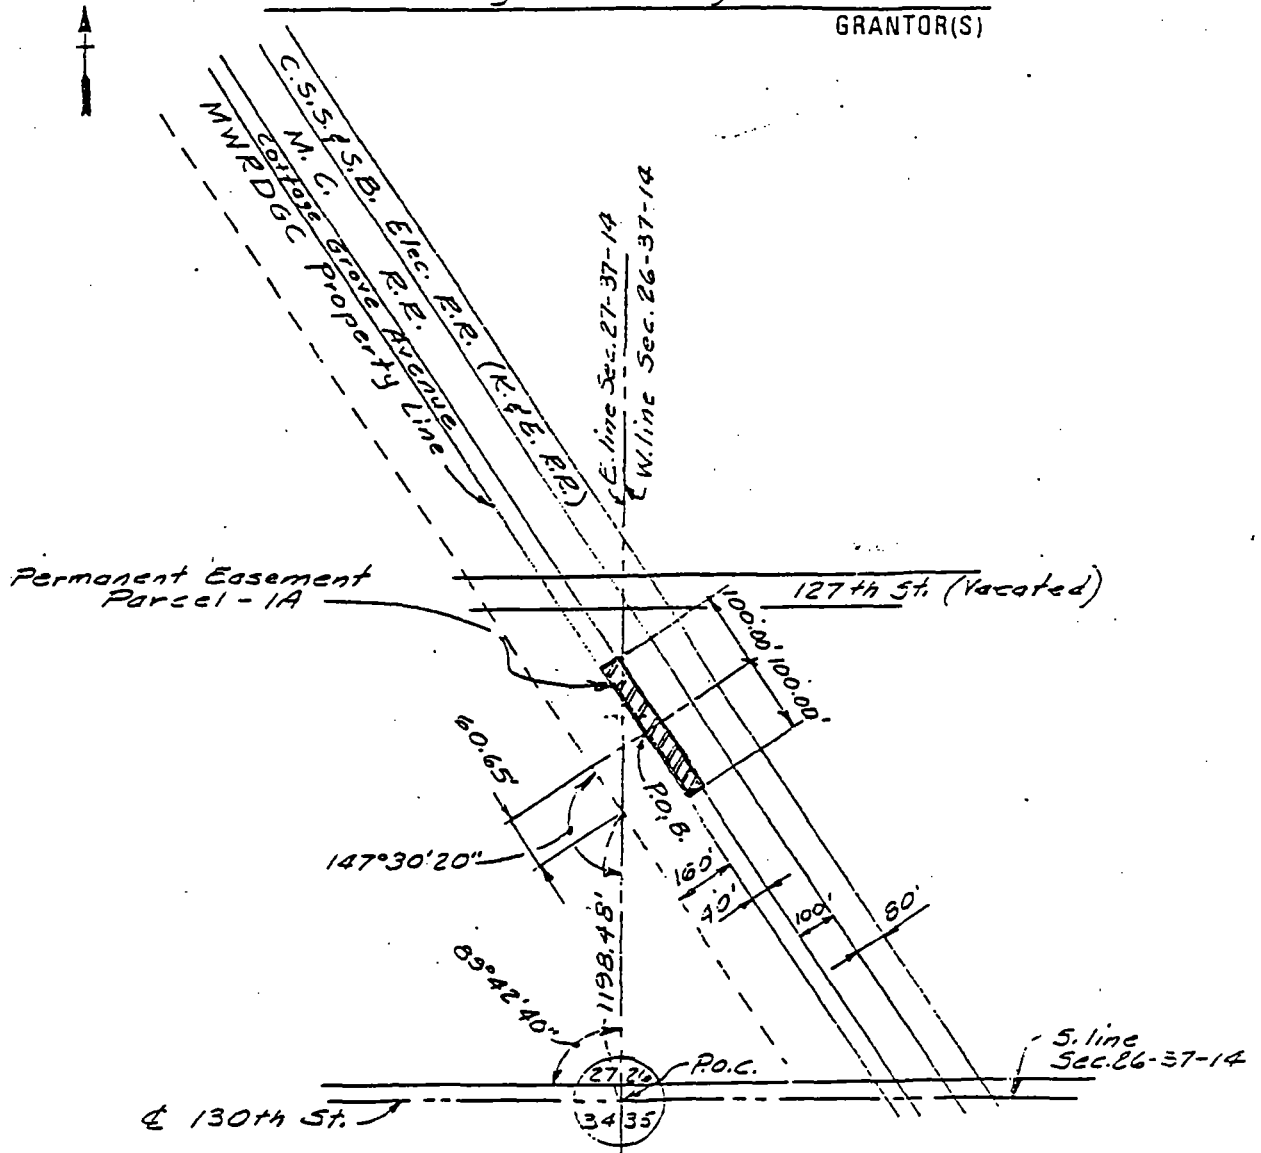 GRANTOR(S)
C.S.S. & S.B. Elec. R.R. (K. & E. R.R.)
M. C. R.R.
Cottage Grove Avenue
MWRDGC Property Line
E. line Sec. 27-37-14
W. line Sec. 26-37-14
Permanent Easement
Parcel - 1A
127th St. (Vacated)
100.00' 100.00'
60.65'
P.O.B.
147°30'20"
160'
40'
100'
80'
1198.48'
89°42'40"
S. line
Sec. 26-37-14
27 26
P.O.C.
℄ 130th St.
34 35